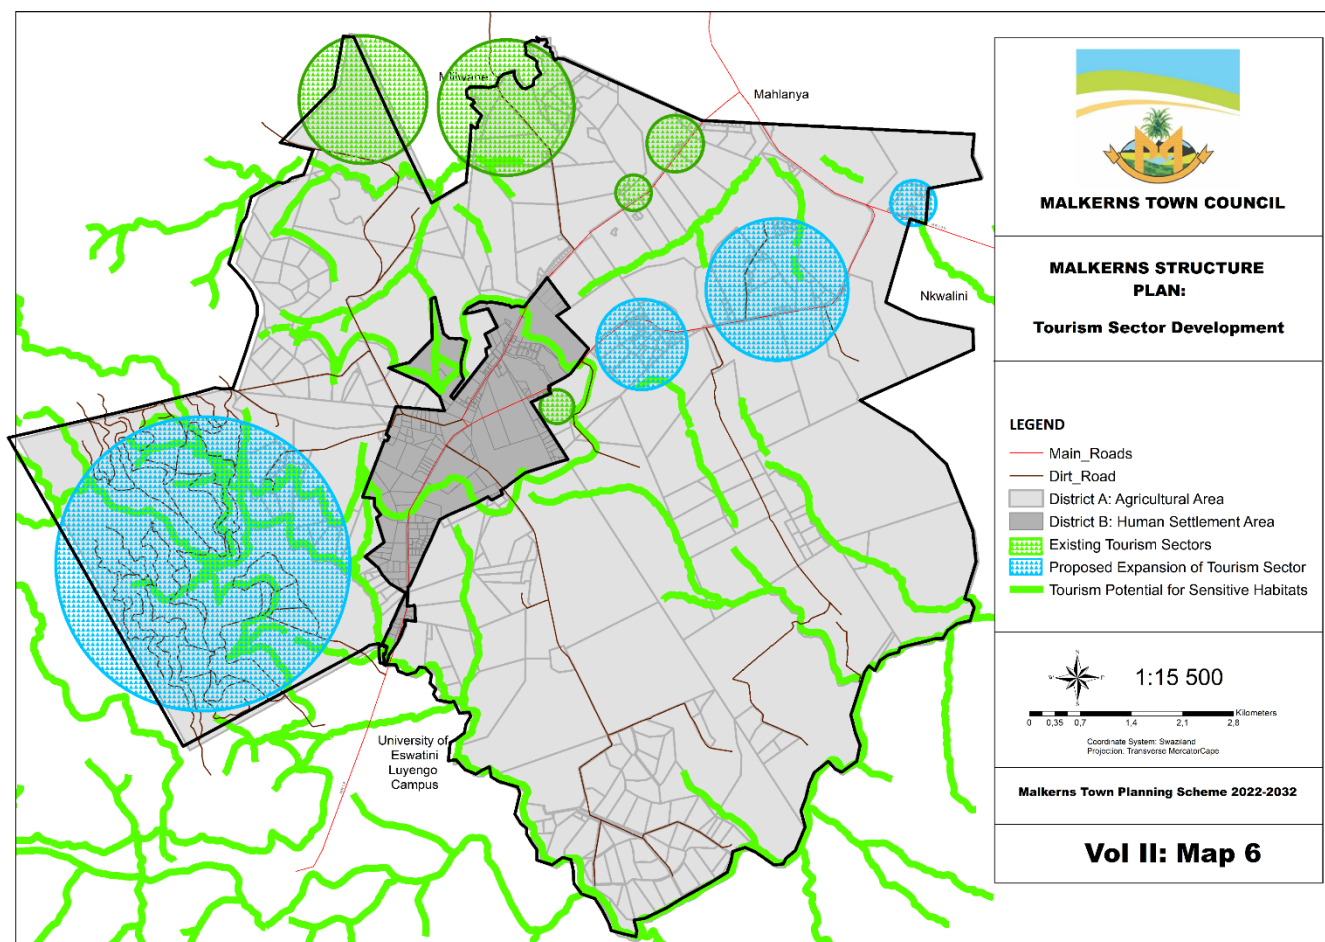 Mlilwane
Mahlanya
Nkwalini
University of
Eswatini
Luyengo
Campus
MALKERNS TOWN COUNCIL
MALKERNS STRUCTURE
PLAN:
Tourism Sector Development
LEGEND
Main_Roads
Dirt_Road
District A: Agricultural Area
District B: Human Settlement Area
Existing Tourism Sectors
Proposed Expansion of Tourism Sector
Tourism Potential for Sensitive Habitats
N
W E
S
1:15 500
0 0,35 0,7 1,4 2,1 2,8 Kilometers
Coordinate System: Swaziland
Projection: Transverse MercatorCape
Malkerns Town Planning Scheme 2022-2032
Vol II: Map 6